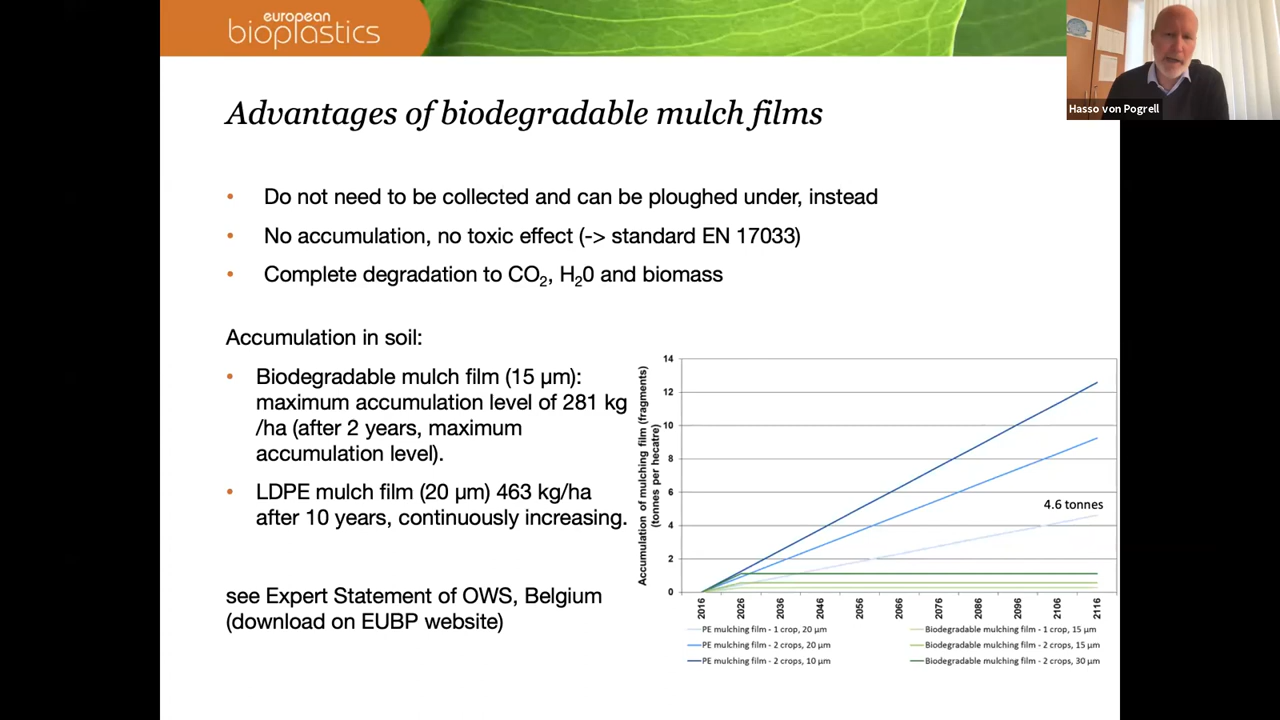 european
bioplastics
Hasso von Pogrell
Advantages of biodegradable mulch films
• Do not need to be collected and can be ploughed under, instead
• No accumulation, no toxic effect (-> standard EN 17033)
• Complete degradation to CO₂, H₂0 and biomass
Accumulation in soil:
• Biodegradable mulch film (15 µm):
maximum accumulation level of 281 kg
/ha (after 2 years, maximum
accumulation level).
• LDPE mulch film (20 µm) 463 kg/ha
after 10 years, continuously increasing.
see Expert Statement of OWS, Belgium
(download on EUBP website)
Accumulation of mulching film (fragments)
(tonnes per hecatre)
14
12
10
8
6
4
2
0
4.6 tonnes
2016 2026 2036 2046 2056 2066 2076 2086 2096 2106 2116
PE mulching film - 1 crop, 20 µm
Biodegradable mulching film - 1 crop, 15 µm
PE mulching film - 2 crops, 20 µm
Biodegradable mulching film - 2 crops, 15 µm
PE mulching film - 2 crops, 10 µm
Biodegradable mulching film - 2 crops, 30 µm